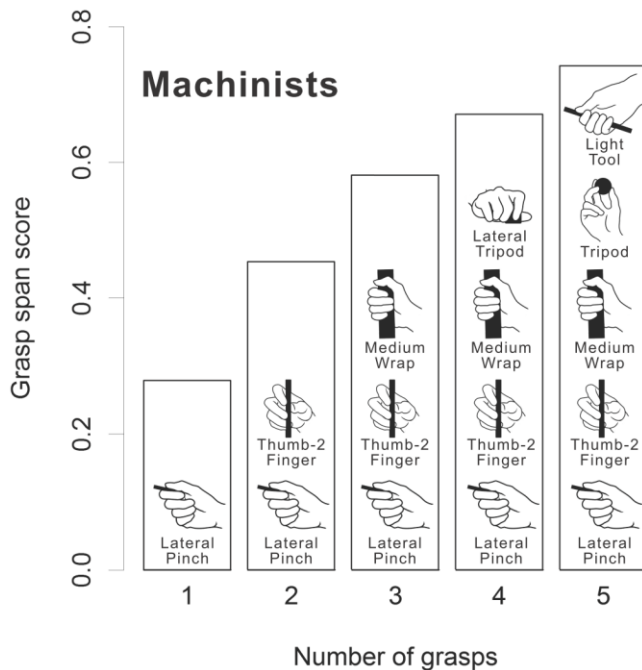 Machinists
Grasp span score
0.8
0.6
0.4
0.2
0.0
Lateral
Pinch
Thumb-2
Finger
Lateral
Pinch
Medium
Wrap
Thumb-2
Finger
Lateral
Pinch
Lateral
Tripod
Medium
Wrap
Thumb-2
Finger
Lateral
Pinch
Light
Tool
Tripod
Medium
Wrap
Thumb-2
Finger
Lateral
Pinch
1 2 3 4 5
Number of grasps